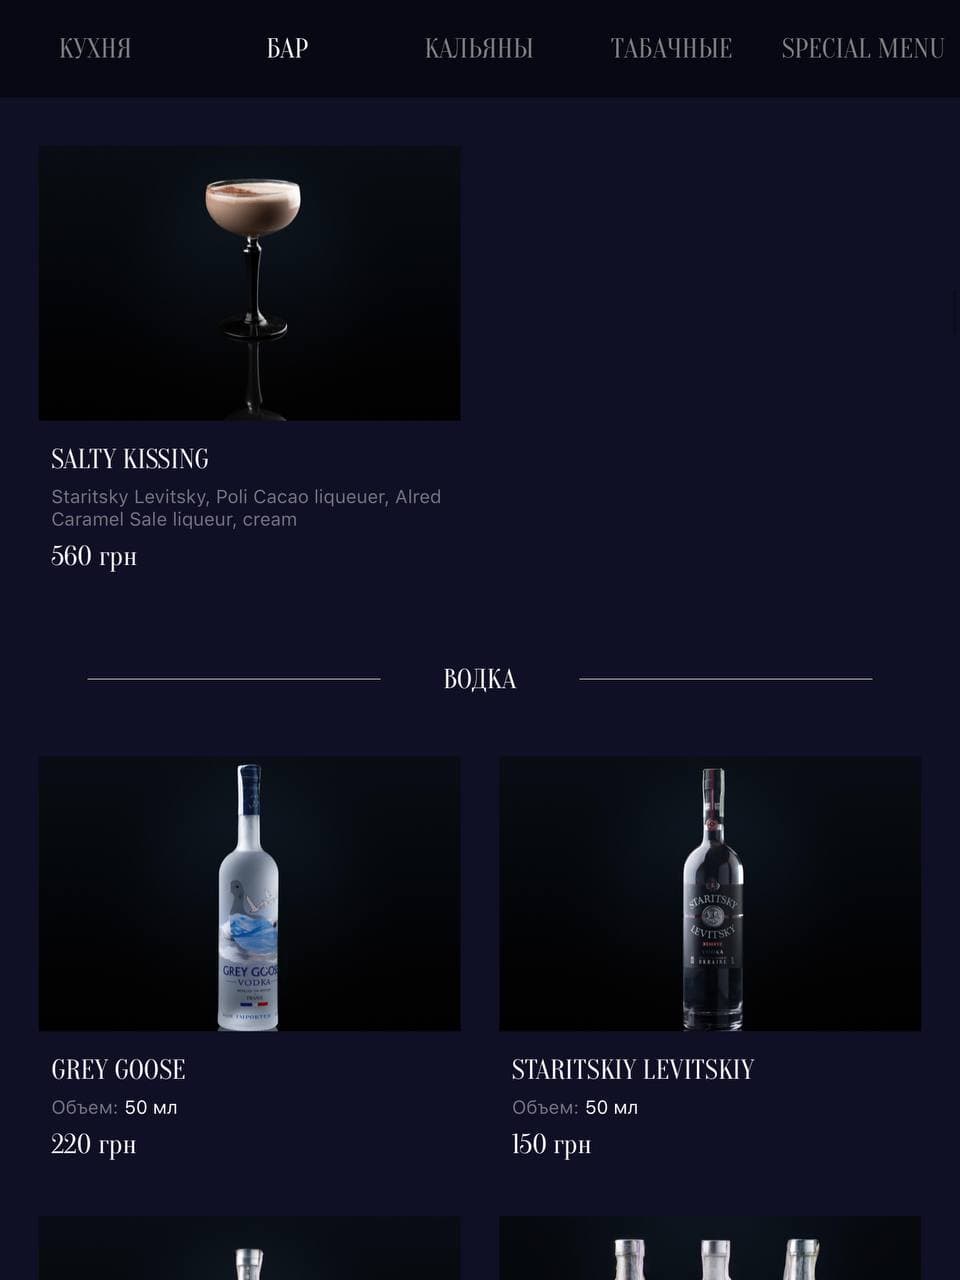 КУХНЯ
БАР
КАЛЬЯНЫ
ТАБАЧНЫЕ
SPECIAL MENU
SALTY KISSING
Staritsky Levitsky, Poli Cacao liqueuer, Alred
Caramel Sale liqueur, cream
560 грн
ВОДКА
GREY GOOSE
VODKA
FRANCE
IMPORTED
STARITSKY
LEVITSKY
RESERVE
VODKA
UKRAINE
GREY GOOSE
Объем: 50 мл
220 грн
STARITSKIY LEVITSKIY
Объем: 50 мл
150 грн